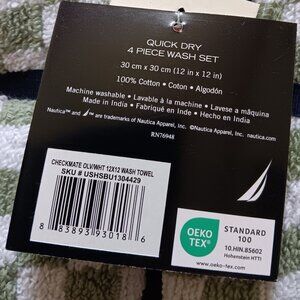 QUICK DRY
4 PIECE WASH SET
30 cm x 30 cm (12 in x 12 in)
100% Cotton • Coton • Algodón
Machine washable • Lavable à la machine • Lavese a máquina
Made in India • Fabriqué en Inde • Hecho en India
Nautica™ and are trademarks of Nautica Apparel, Inc. ©Nautica Apparel, Inc. nautica.com
RN76948
CHECKMATE OLV/WHT 12X12 WASH TOWEL
SKU # USHSBU1304429
8 83893 93018 6
OEKO
TEX®
STANDARD
100
10.HIN.85602
Hohenstein HTTI
www.oeko-tex.com